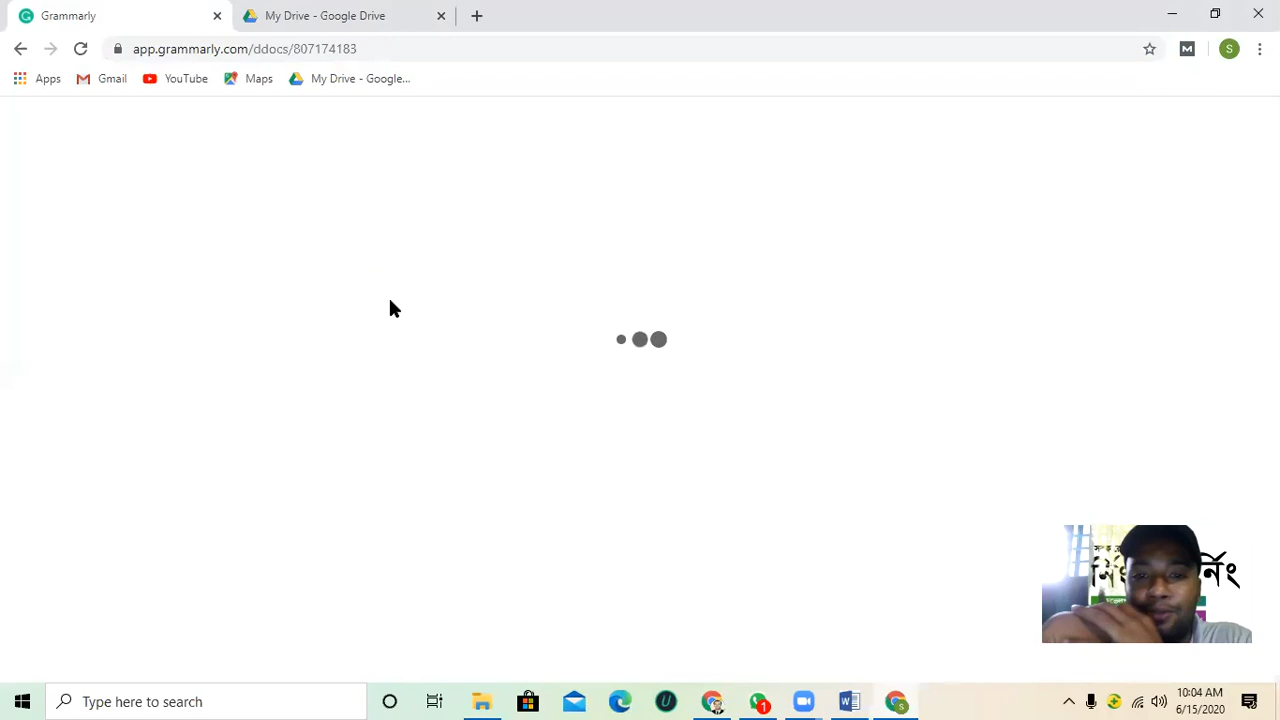 Grammarly
My Drive - Google Drive
app.grammarly.com/ddocs/807174183
S
Apps
Gmail
YouTube
Maps
My Drive - Google...
র্নিং
Type here to search
1
10:04 AM
6/15/2020